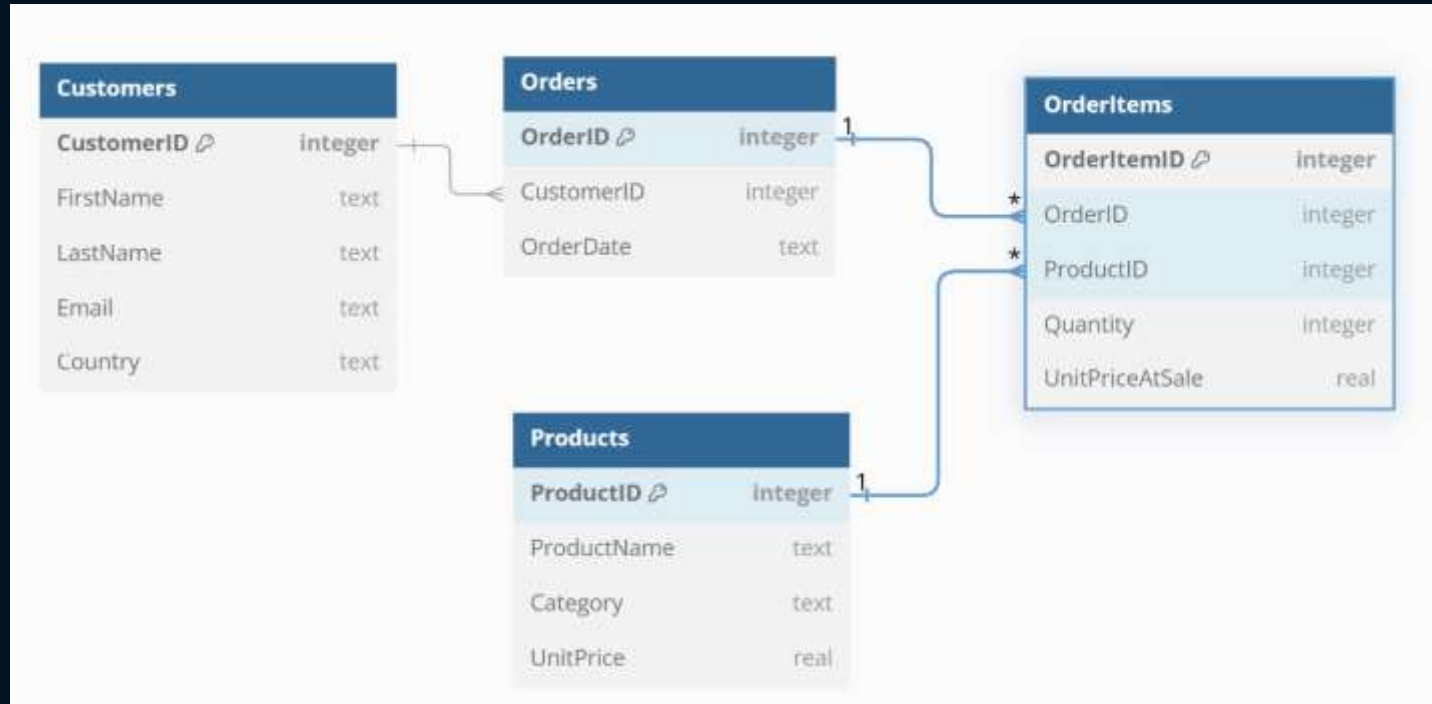 Customers
CustomerID integer
FirstName text
LastName text
Email text
Country text
Orders
OrderID integer 1
CustomerID integer
OrderDate text
Products
ProductID integer 1
ProductName text
Category text
UnitPrice real
OrderItems
OrderItemID integer
* OrderID integer
* ProductID integer
Quantity integer
UnitPriceAtSale real